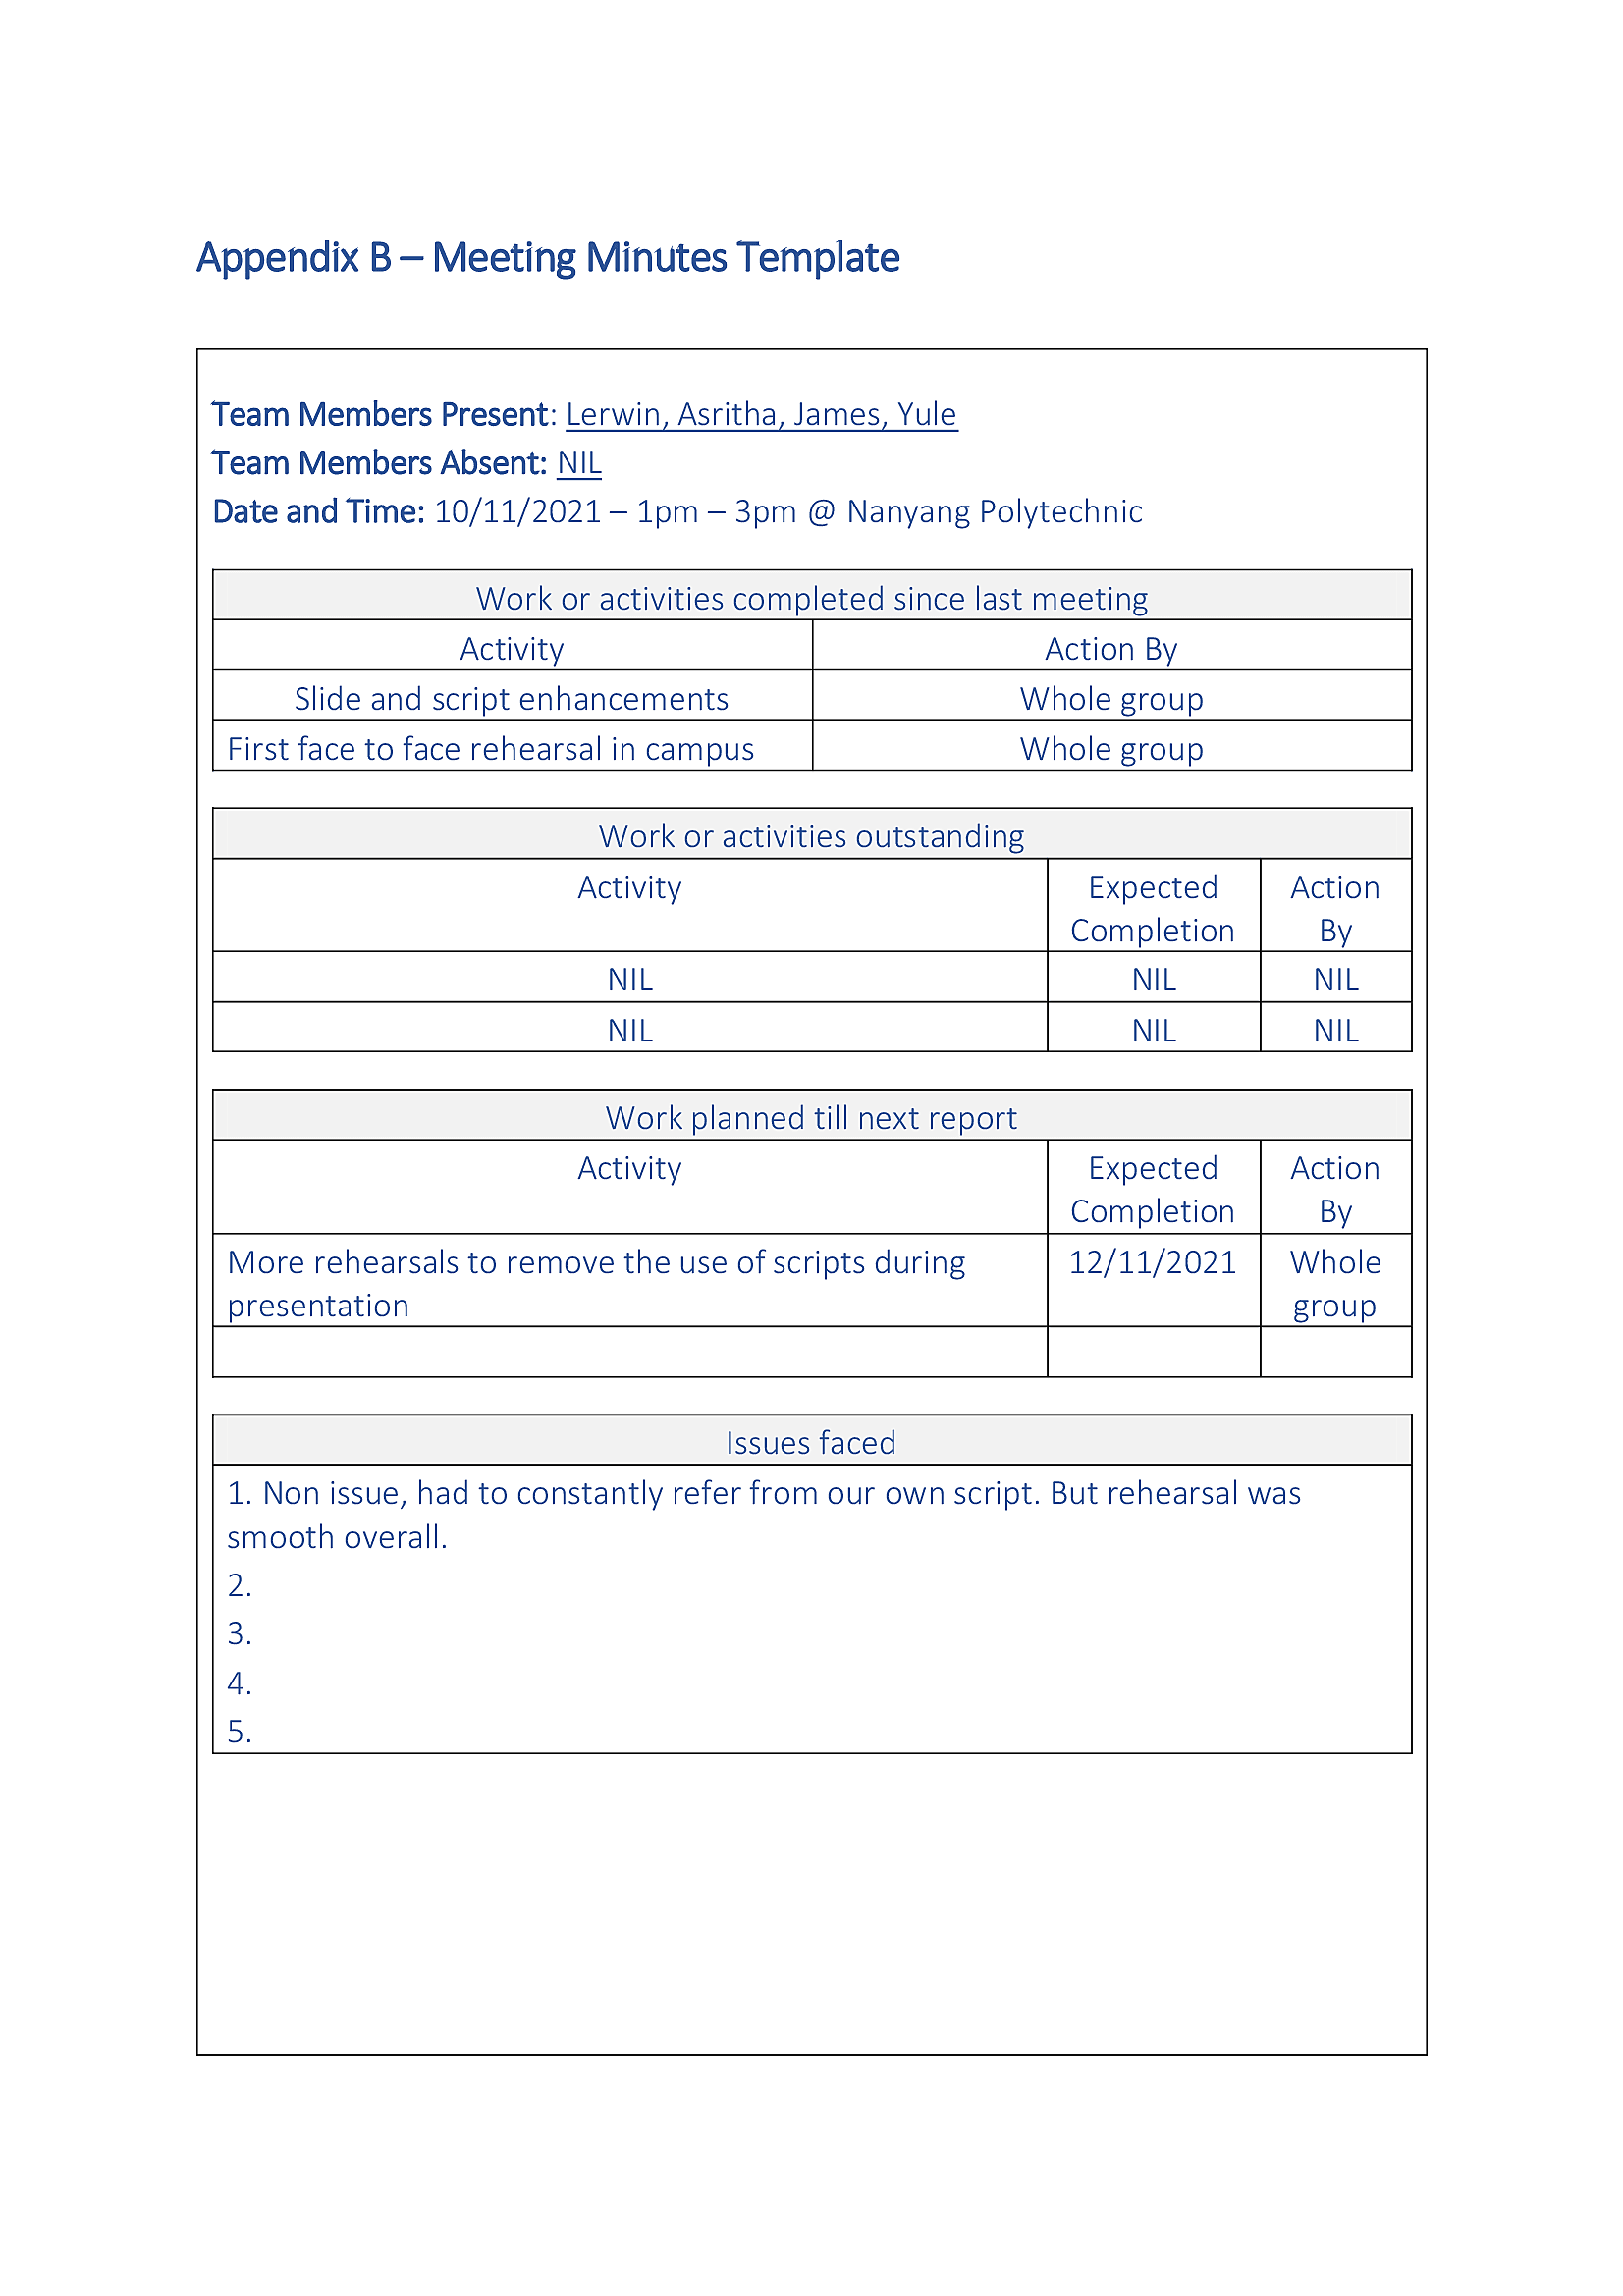 Appendix B – Meeting Minutes Template
Team Members Present: Lerwin, Asritha, James, Yule
Team Members Absent: NIL
Date and Time: 10/11/2021 – 1pm – 3pm @ Nanyang Polytechnic
Work or activities completed since last meeting
Activity Action By
Slide and script enhancements Whole group
First face to face rehearsal in campus Whole group
Work or activities outstanding
Activity Expected Action
Completion By
NIL NIL NIL
NIL NIL NIL
Work planned till next report
Activity Expected Action
Completion By
More rehearsals to remove the use of scripts during 12/11/2021 Whole
presentation group
Issues faced
1. Non issue, had to constantly refer from our own script. But rehearsal was
smooth overall.
2.
3.
4.
5.